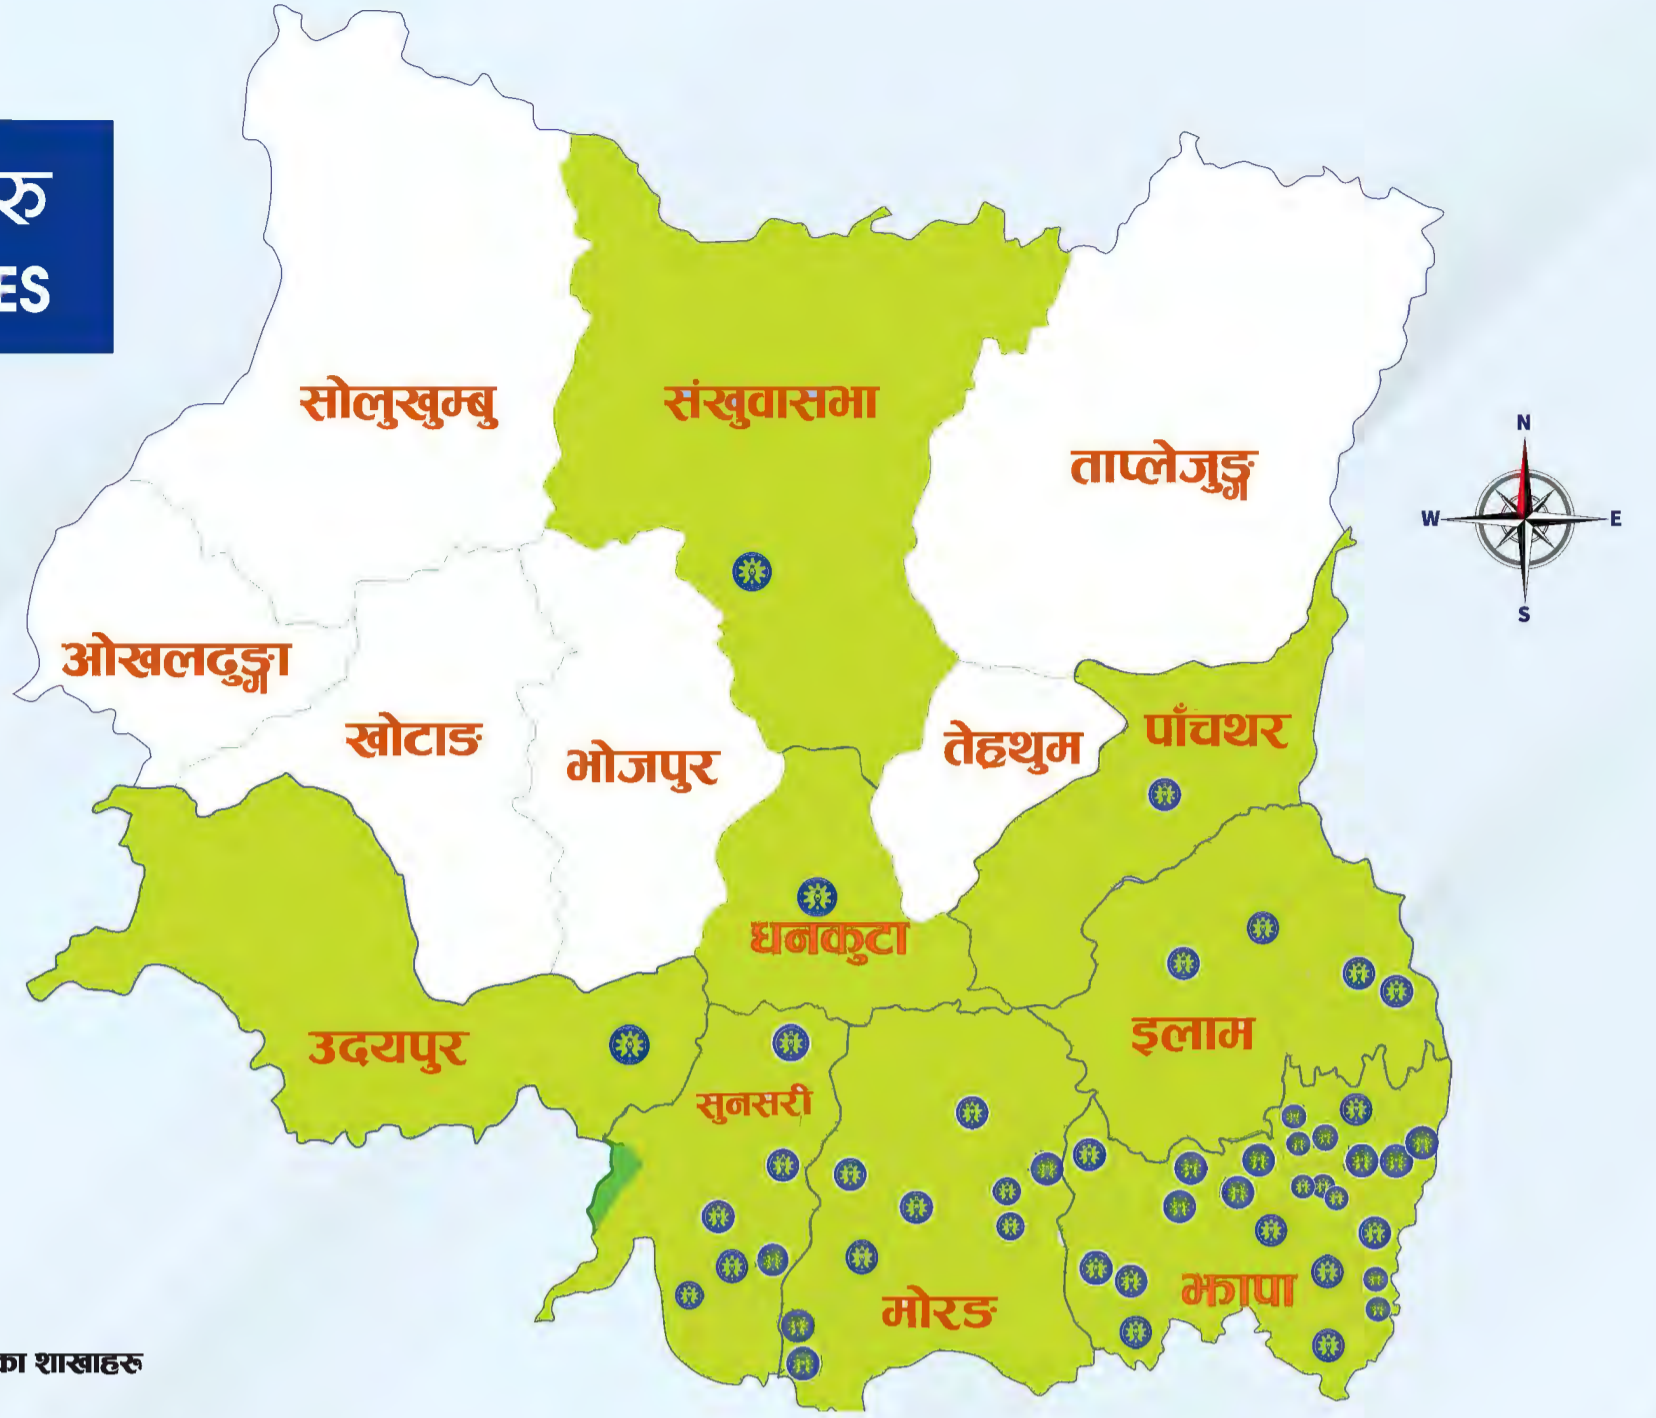 रु
ES
सोलुखुम्बु
संखुवासभा
ताप्लेजुङ्ग
N
W
E
S
ओखलढुङ्गा
खोटाङ
भोजपुर
तेह्रथुम
पाँचथर
धनकुटा
उदयपुर
सुनसरी
इलाम
झापा
मोरङ
का शाखाहरू